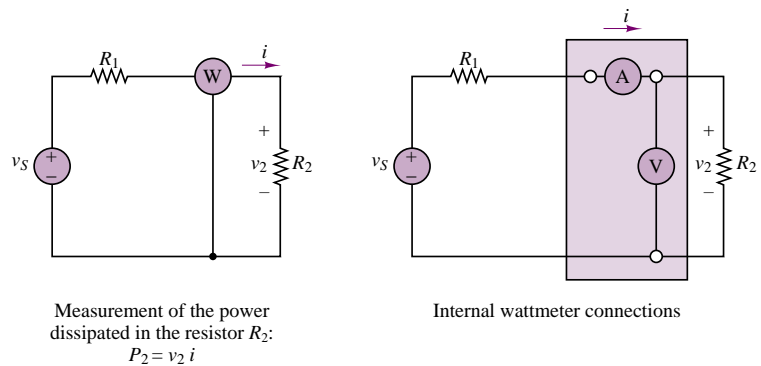 i
R1
W
+
vS
+
−
v2
R2
−
i
Measurement of the power
dissipated in the resistor R2:
P2 = v2 i
i
R1
A
+
vS
+
−
V
v2
R2
−
Internal wattmeter connections